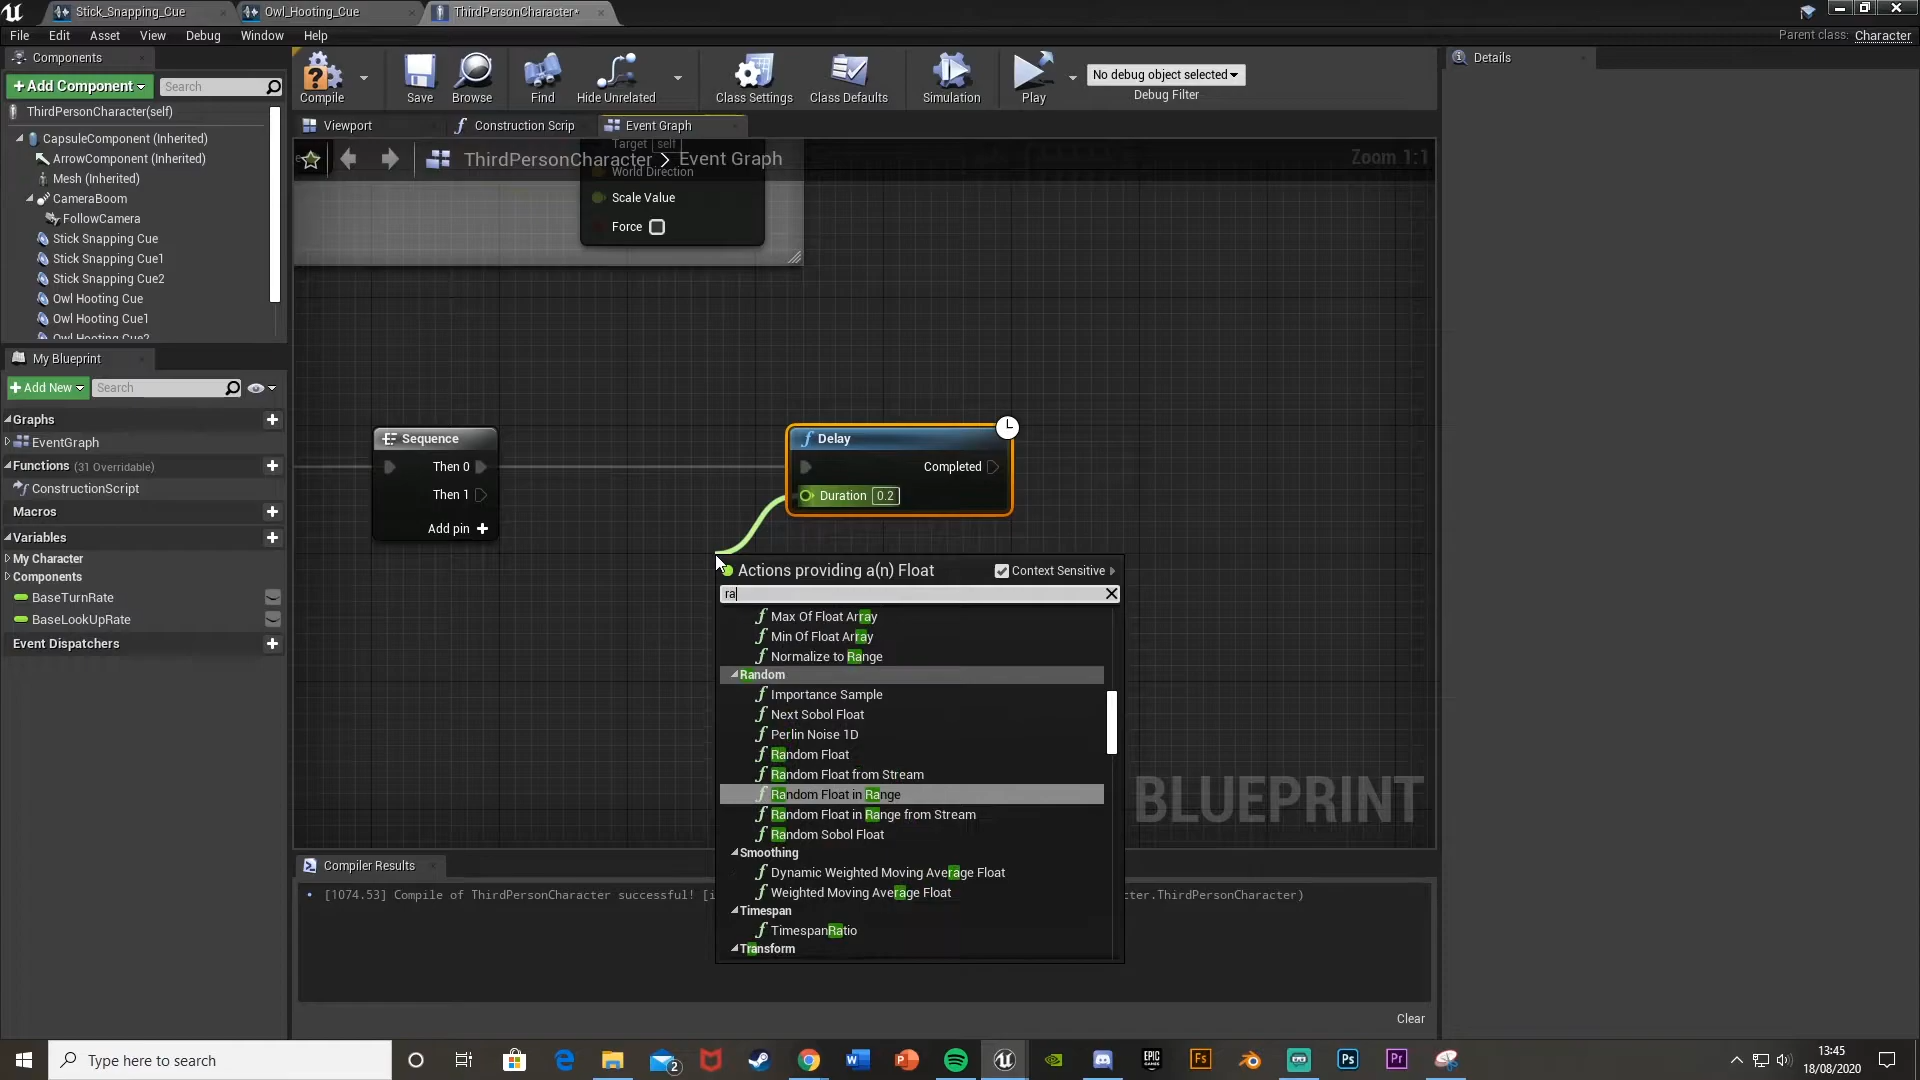 Stick_Snapping_Cue
Owl_Hooting_Cue
ThirdPersonCharacter*
File Edit Asset View Debug Window Help
Parent class: Character
Components
+Add Component
Search
ThirdPersonCharacter(self)
CapsuleComponent (Inherited)
ArrowComponent (Inherited)
Mesh (Inherited)
CameraBoom
FollowCamera
Stick Snapping Cue
Stick Snapping Cue1
Stick Snapping Cue2
Owl Hooting Cue
Owl Hooting Cue1
Owl Hooting Cue2
My Blueprint
+Add New
Search
Graphs
EventGraph
Functions (31 Overridable)
ConstructionScript
Macros
Variables
My Character
Components
BaseTurnRate
BaseLookUpRate
Event Dispatchers
Compile
Save
Browse
Find
Hide Unrelated
Class Settings
Class Defaults
Simulation
Play
No debug object selected
Debug Filter
Viewport
Construction Scrip
Event Graph
ThirdPersonCharacter > Event Graph
Zoom 1:1
Target self
World Direction
Scale Value
Force
Sequence
Then 0
Then 1
Add pin
Delay
Completed
Duration 0.2
Actions providing a(n) Float
Context Sensitive
ra
Max Of Float Array
Min Of Float Array
Normalize to Range
Random
Importance Sample
Next Sobol Float
Perlin Noise 1D
Random Float
Random Float from Stream
Random Float in Range
Random Float in Range from Stream
Random Sobol Float
Smoothing
Dynamic Weighted Moving Average Float
Weighted Moving Average Float
Timespan
TimespanRatio
Transform
BLUEPRINT
Compiler Results
[1074.53] Compile of ThirdPersonCharacter successful! [i
cter.ThirdPersonCharacter)
Clear
Details
Type here to search
2
13:45
18/08/2020